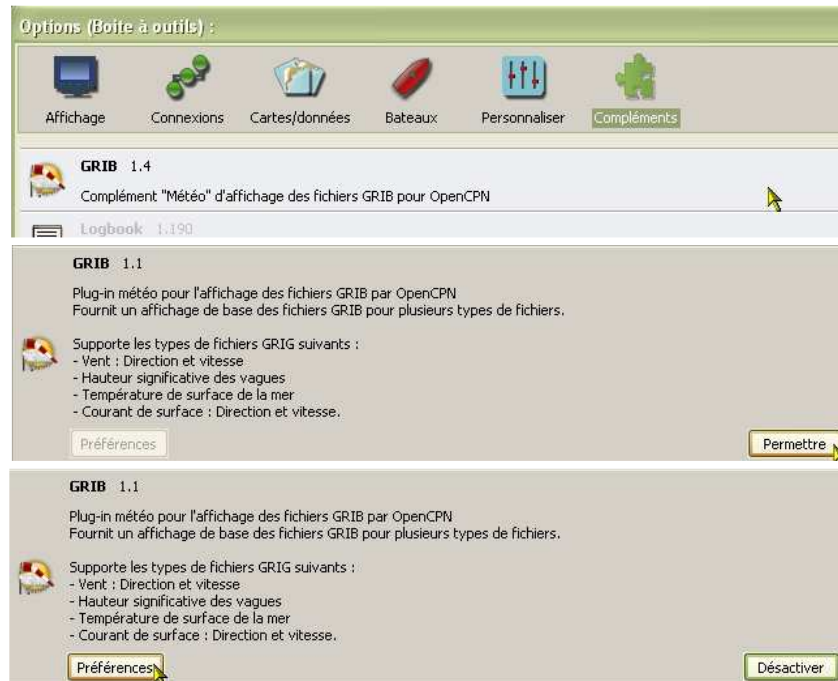 Options (Boite à outils) :
Affichage Connexions Cartes/données Bateaux Personnaliser Compléments
GRIB 1.4
Complément "Météo" d'affichage des fichiers GRIB pour OpenCPN
Logbook 1.190
GRIB 1.1
Plug-in météo pour l'affichage des fichiers GRIB par OpenCPN
Fournit un affichage de base des fichiers GRIB pour plusieurs types de fichiers.
Supporte les types de fichiers GRIG suivants :
- Vent : Direction et vitesse
- Hauteur significative des vagues
- Température de surface de la mer
- Courant de surface : Direction et vitesse.
Préférences Permettre
GRIB 1.1
Plug-in météo pour l'affichage des fichiers GRIB par OpenCPN
Fournit un affichage de base des fichiers GRIB pour plusieurs types de fichiers.
Supporte les types de fichiers GRIG suivants :
- Vent : Direction et vitesse
- Hauteur significative des vagues
- Température de surface de la mer
- Courant de surface : Direction et vitesse.
Préférences Désactiver